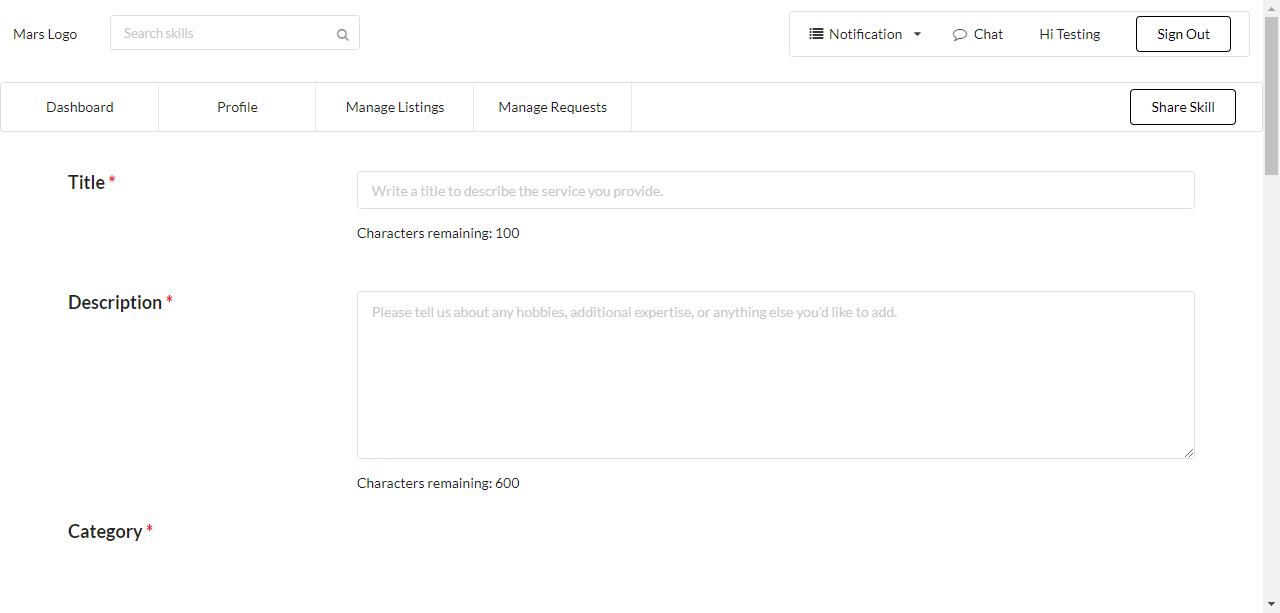 Mars Logo
Search skills
Notification
Chat
Hi Testing
Sign Out
Dashboard
Profile
Manage Listings
Manage Requests
Share Skill
Title *
Write a title to describe the service you provide.
Characters remaining: 100
Description *
Please tell us about any hobbies, additional expertise, or anything else you'd like to add.
Characters remaining: 600
Category *